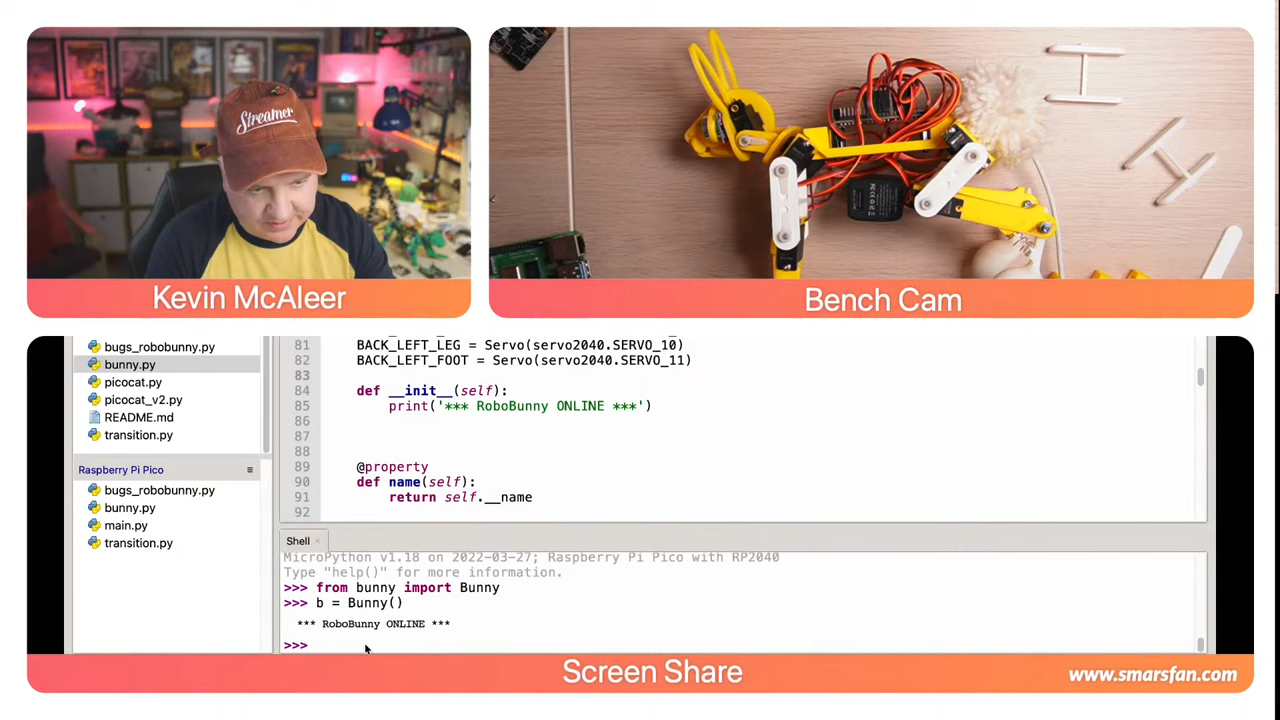 Streamer
Kevin McAleer
Bench Cam
bugs_robobunny.py
bunny.py
picocat.py
picocat_v2.py
README.md
transition.py
Raspberry Pi Pico
bugs_robobunny.py
bunny.py
main.py
transition.py
81 BACK_LEFT_LEG = Servo(servo2040.SERVO_10)
82 BACK_LEFT_FOOT = Servo(servo2040.SERVO_11)
83
84 def __init__(self):
85 print('*** RoboBunny ONLINE ***')
86
87
88
89 @property
90 def name(self):
91 return self.__name
92
Shell
MicroPython v1.18 on 2022-03-27; Raspberry Pi Pico with RP2040
Type "help()" for more information.
>>> from bunny import Bunny
>>> b = Bunny()
*** RoboBunny ONLINE ***
>>>
Screen Share
www.smarsfan.com